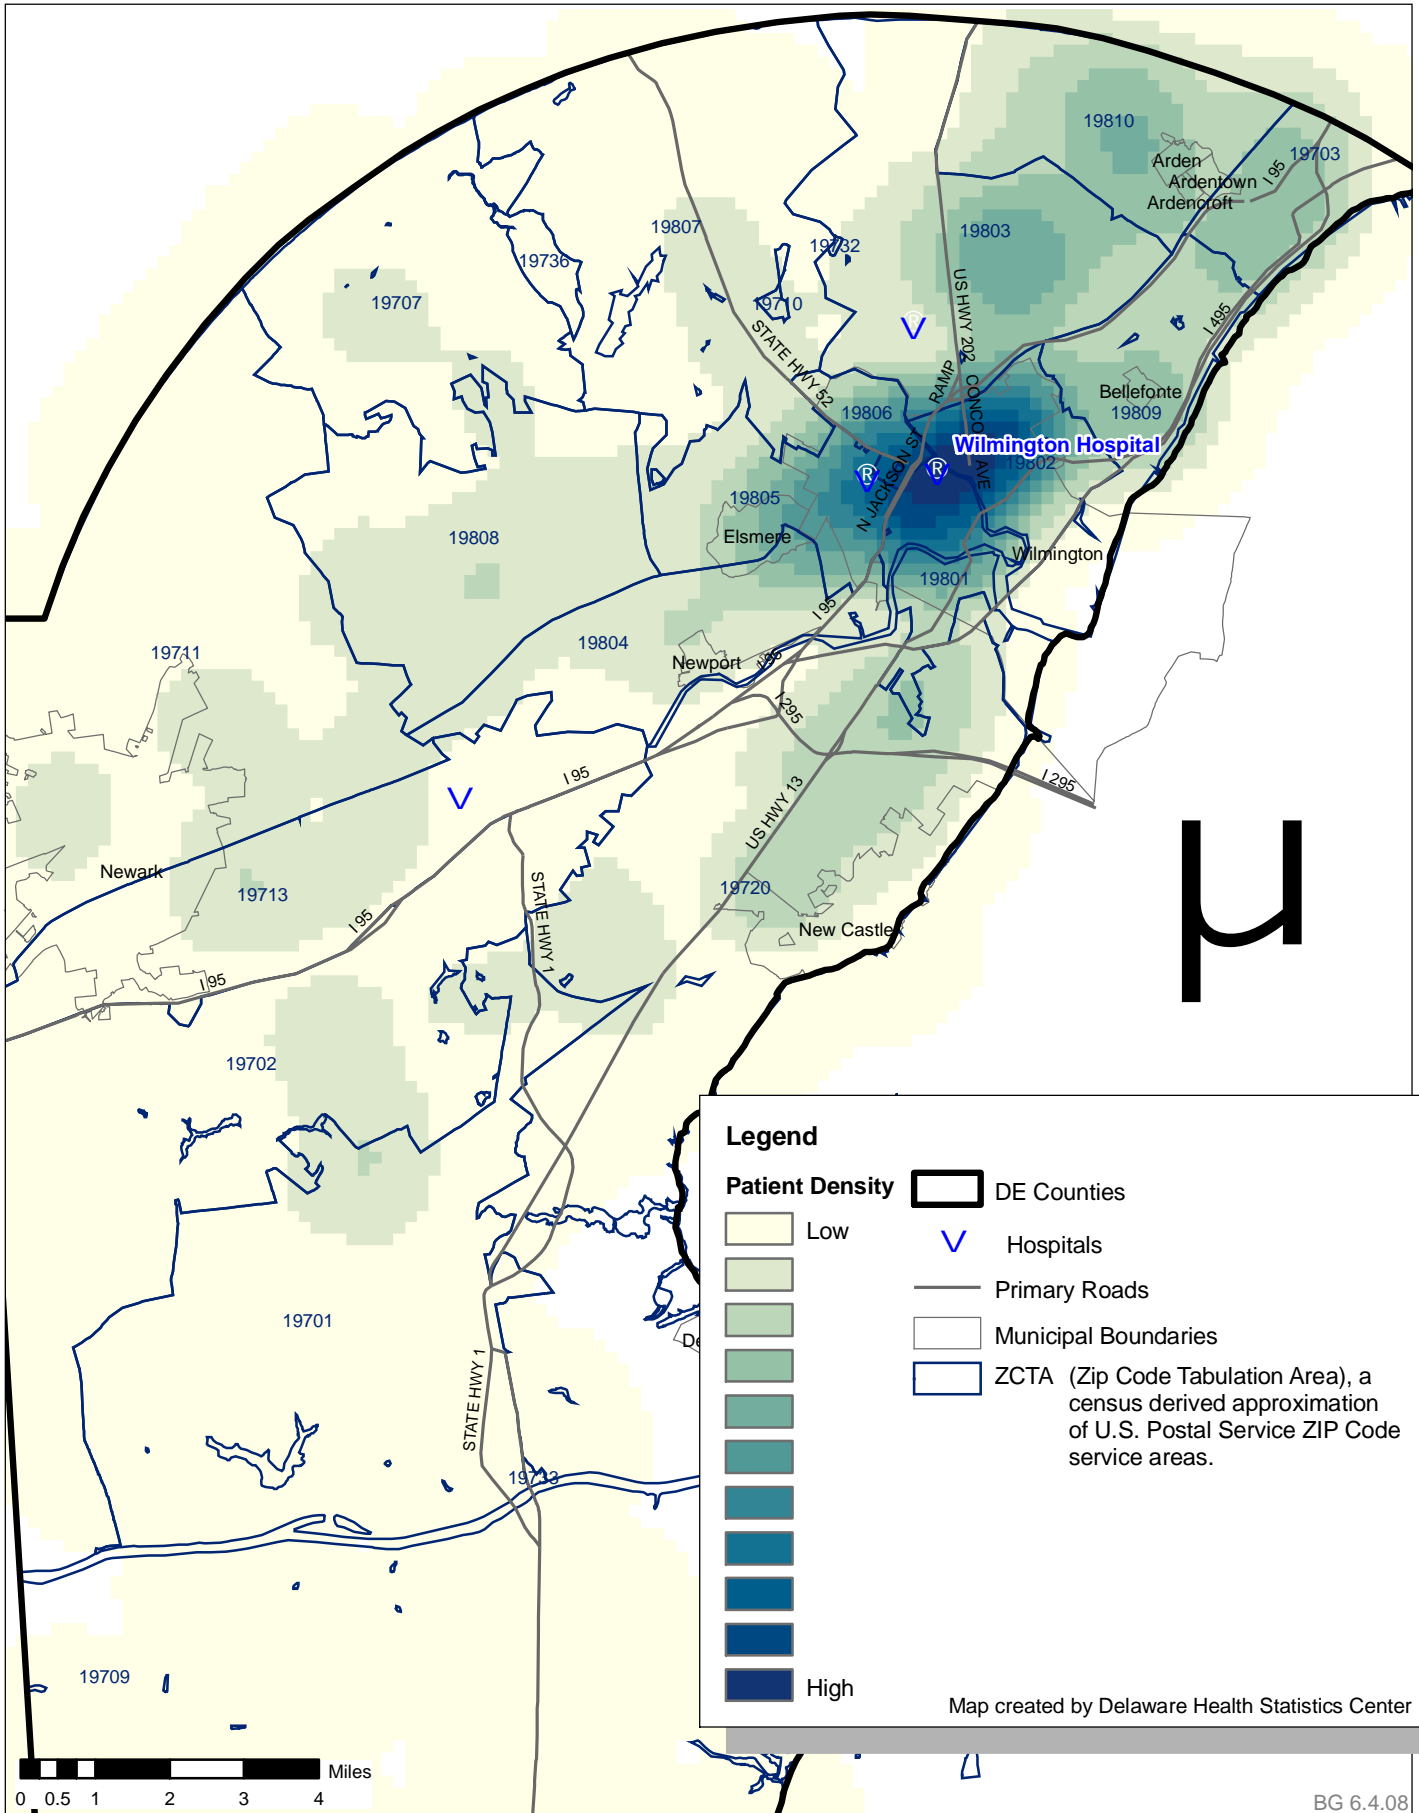 19810
Arden
19703
Ardentown
I 95
Ardencroft
19807
19732
19803
19736
19707
19710
US HWY 202
I 495
STATE HWY 52
RAMP
Bellefonte
19806
19809
CONCO
AVE
Wilmington Hospital
N JACKSON ST
19802
19805
Elsmere
19808
Wilmington
19801
I 95
19804
19711
Newport
I 95
I 295
I 95
I 295
US HWY 13
Newark
19713
19720
STATE HWY 1
New Castle
I 95
I 95
19702
19701
STATE HWY 1
19733
19709
µ
Legend
Patient Density
Low
High
DE Counties
Hospitals
Primary Roads
Municipal Boundaries
ZCTA (Zip Code Tabulation Area), a
census derived approximation
of U.S. Postal Service ZIP Code
service areas.
Map created by Delaware Health Statistics Center
Miles
0 0.5 1 2 3 4
BG 6.4.08